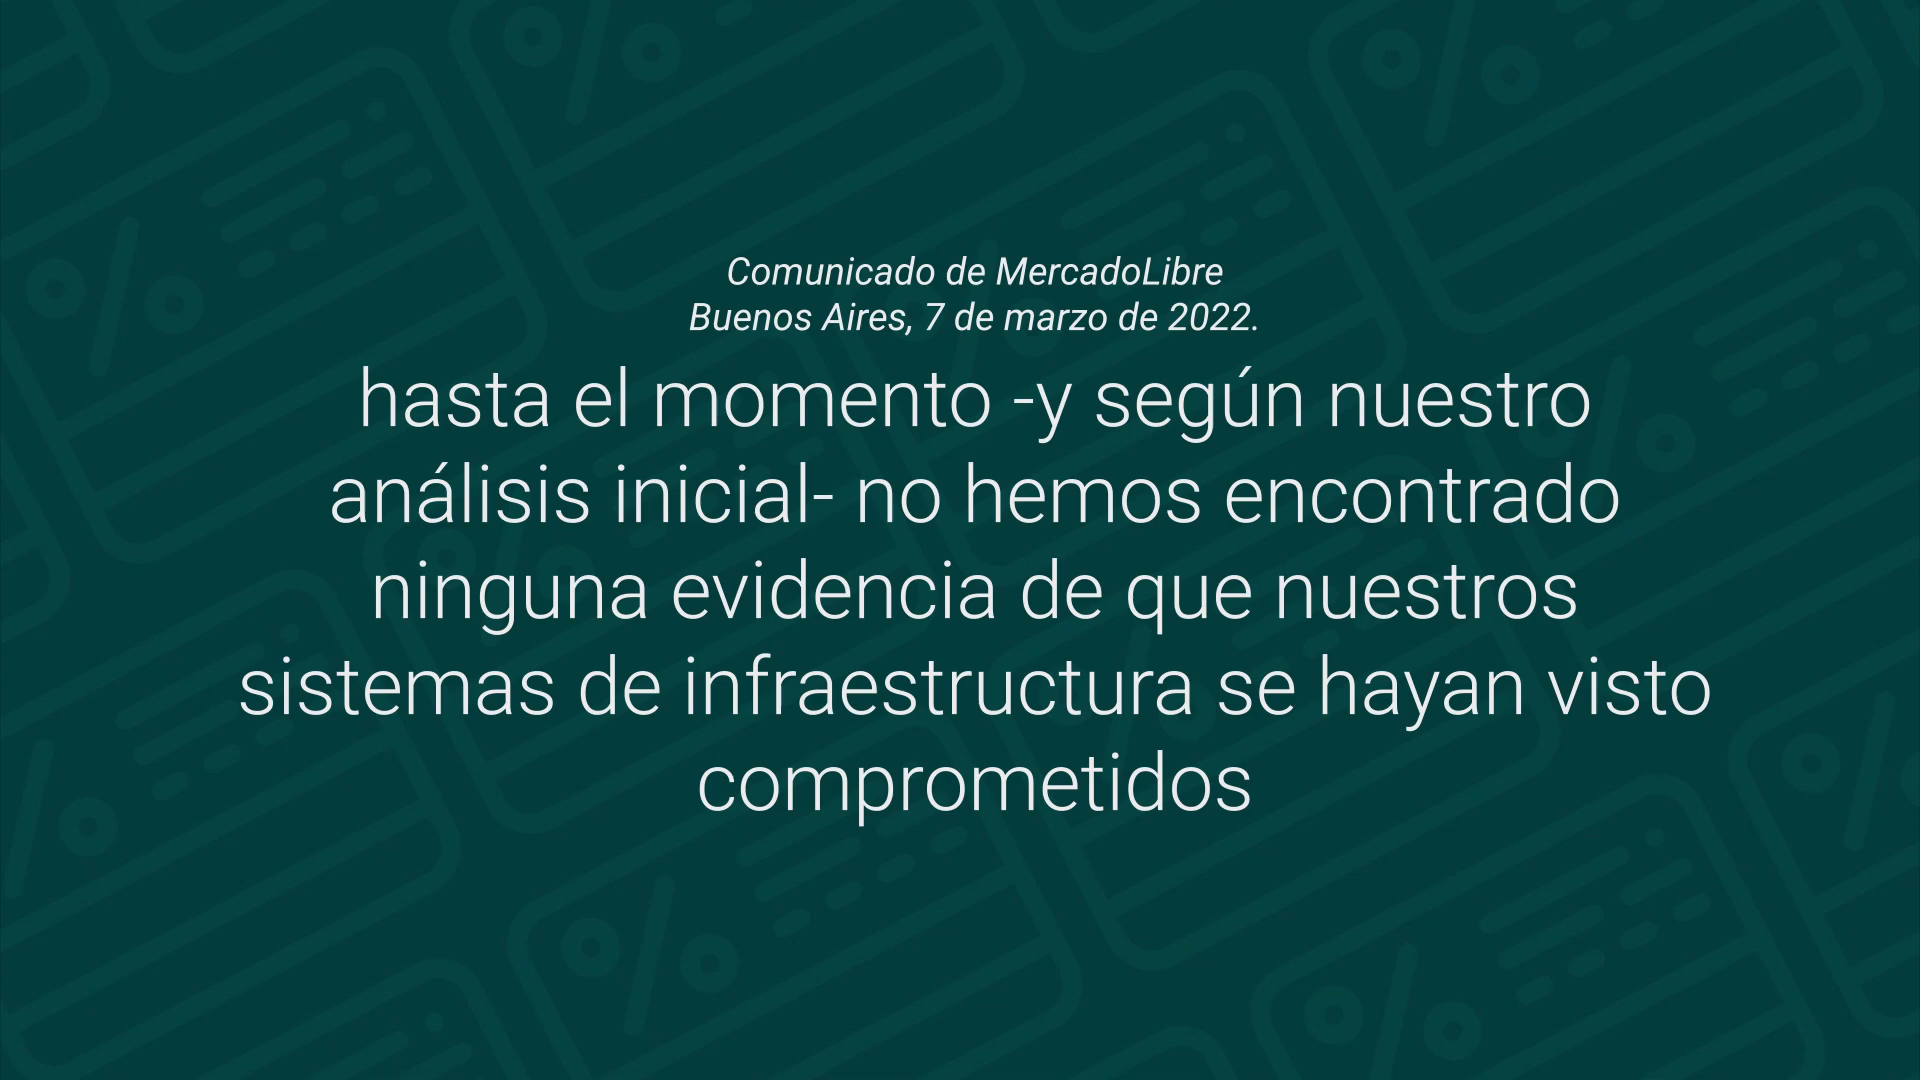 Comunicado de MercadoLibre
Buenos Aires, 7 de marzo de 2022.
hasta el momento -y según nuestro
análisis inicial- no hemos encontrado
ninguna evidencia de que nuestros
sistemas de infraestructura se hayan visto
comprometidos